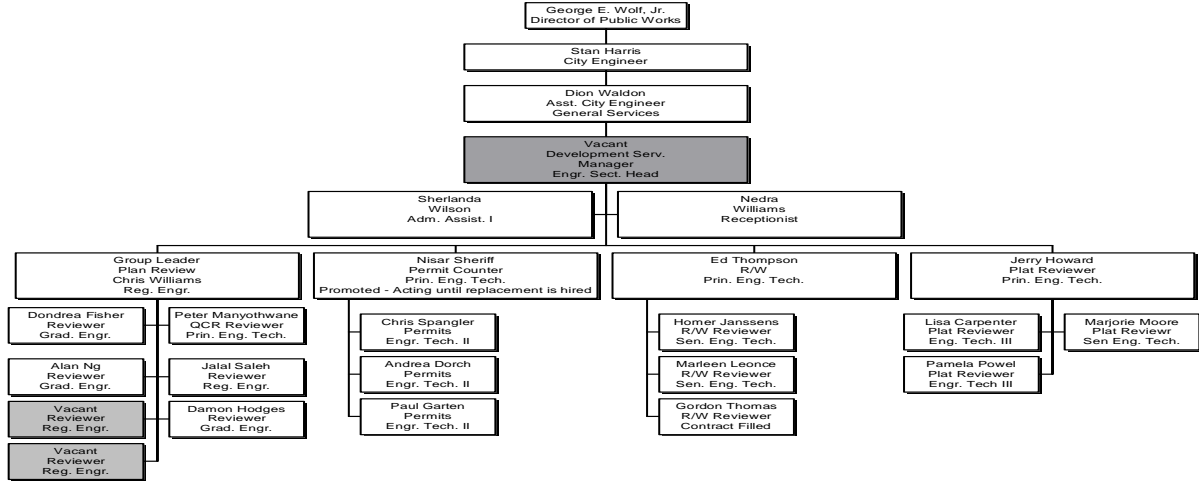 George E. Wolf, Jr.
Director of Public Works
Stan Harris
City Engineer
Dion Waldon
Asst. City Engineer
General Services
Vacant
Development Serv.
Manager
Engr. Sect. Head
Sherlanda
Wilson
Adm. Assist. I
Nedra
Williams
Receptionist
Group Leader
Plan Review
Chris Williams
Reg. Engr.
Dondrea Fisher
Reviewer
Grad. Engr.
Peter Manyothwane
QCR Reviewer
Prin. Eng. Tech.
Alan Ng
Reviewer
Grad. Engr.
Jalal Saleh
Reviewer
Reg. Engr.
Vacant
Reviewer
Reg. Engr.
Damon Hodges
Reviewer
Grad. Engr.
Vacant
Reviewer
Reg. Engr.
Nisar Sheriff
Permit Counter
Prin. Eng. Tech.
Promoted - Acting until replacement is hired
Chris Spangler
Permits
Engr. Tech. II
Andrea Dorch
Permits
Engr. Tech. II
Paul Garten
Permits
Engr. Tech. II
Ed Thompson
R/W
Prin. Eng. Tech.
Homer Janssens
R/W Reviewer
Sen. Eng. Tech.
Marleen Leonce
R/W Reviewer
Sen. Eng. Tech.
Gordon Thomas
R/W Reviewer
Contract Filled
Jerry Howard
Plat Reviewer
Prin. Eng. Tech.
Lisa Carpenter
Plat Reviewer
Eng. Tech. III
Marjorie Moore
Plat Reviewr
Sen Eng. Tech.
Pamela Powel
Plat Reviewer
Engr. Tech III